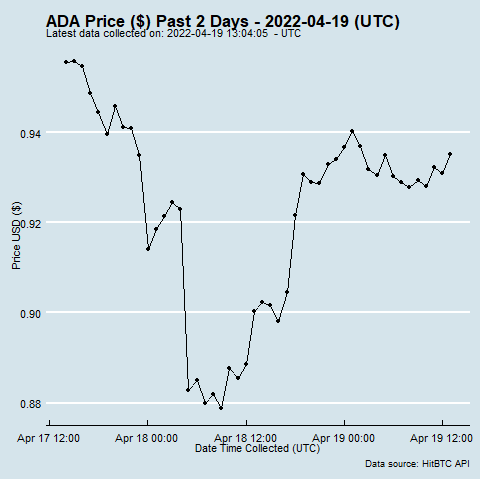 ADA Price ($) Past 2 Days - 2022-04-19 (UTC)
Latest data collected on: 2022-04-19 13:04:05  - UTC
Price USD ($)
0.94
0.92
0.90
0.88
Apr 17 12:00
Apr 18 00:00
Apr 18 12:00
Apr 19 00:00
Apr 19 12:00
Date Time Collected (UTC)
Data source: HitBTC API